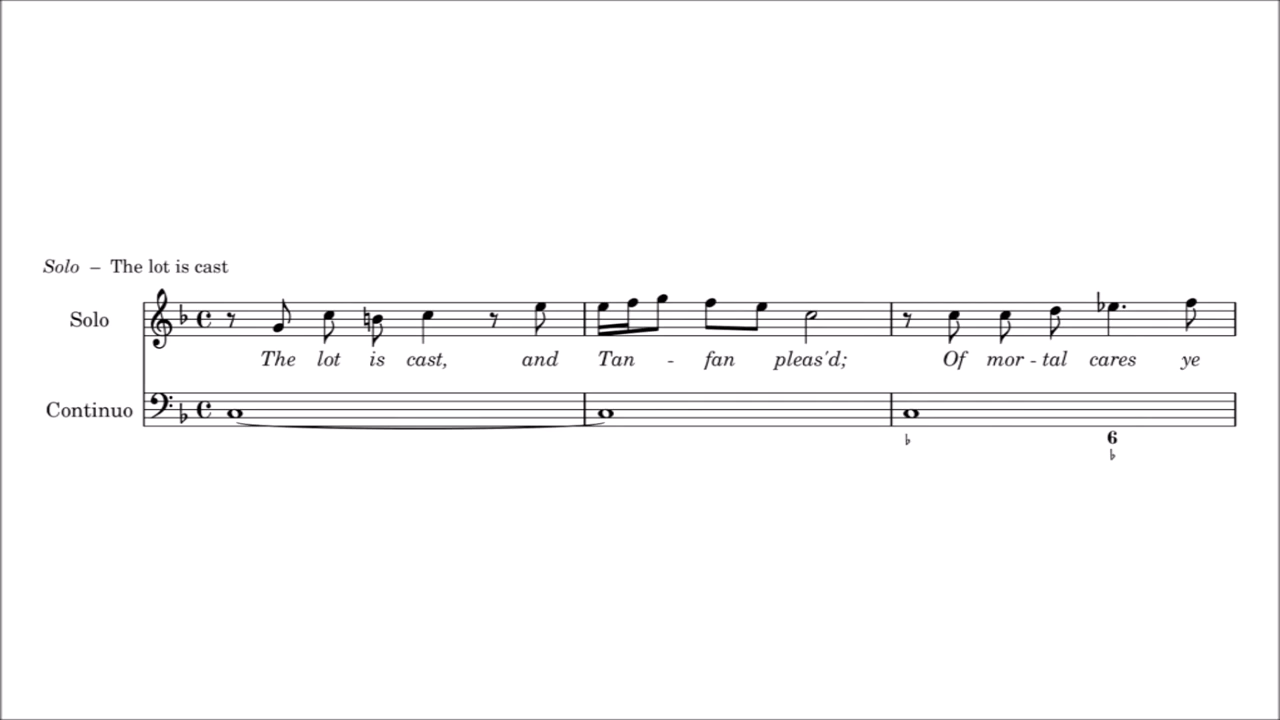 Solo – The lot is cast
Solo
The lot is cast, and Tan - fan pleas'd; Of mor - tal cares ye
Continuo
♭ 6
♭